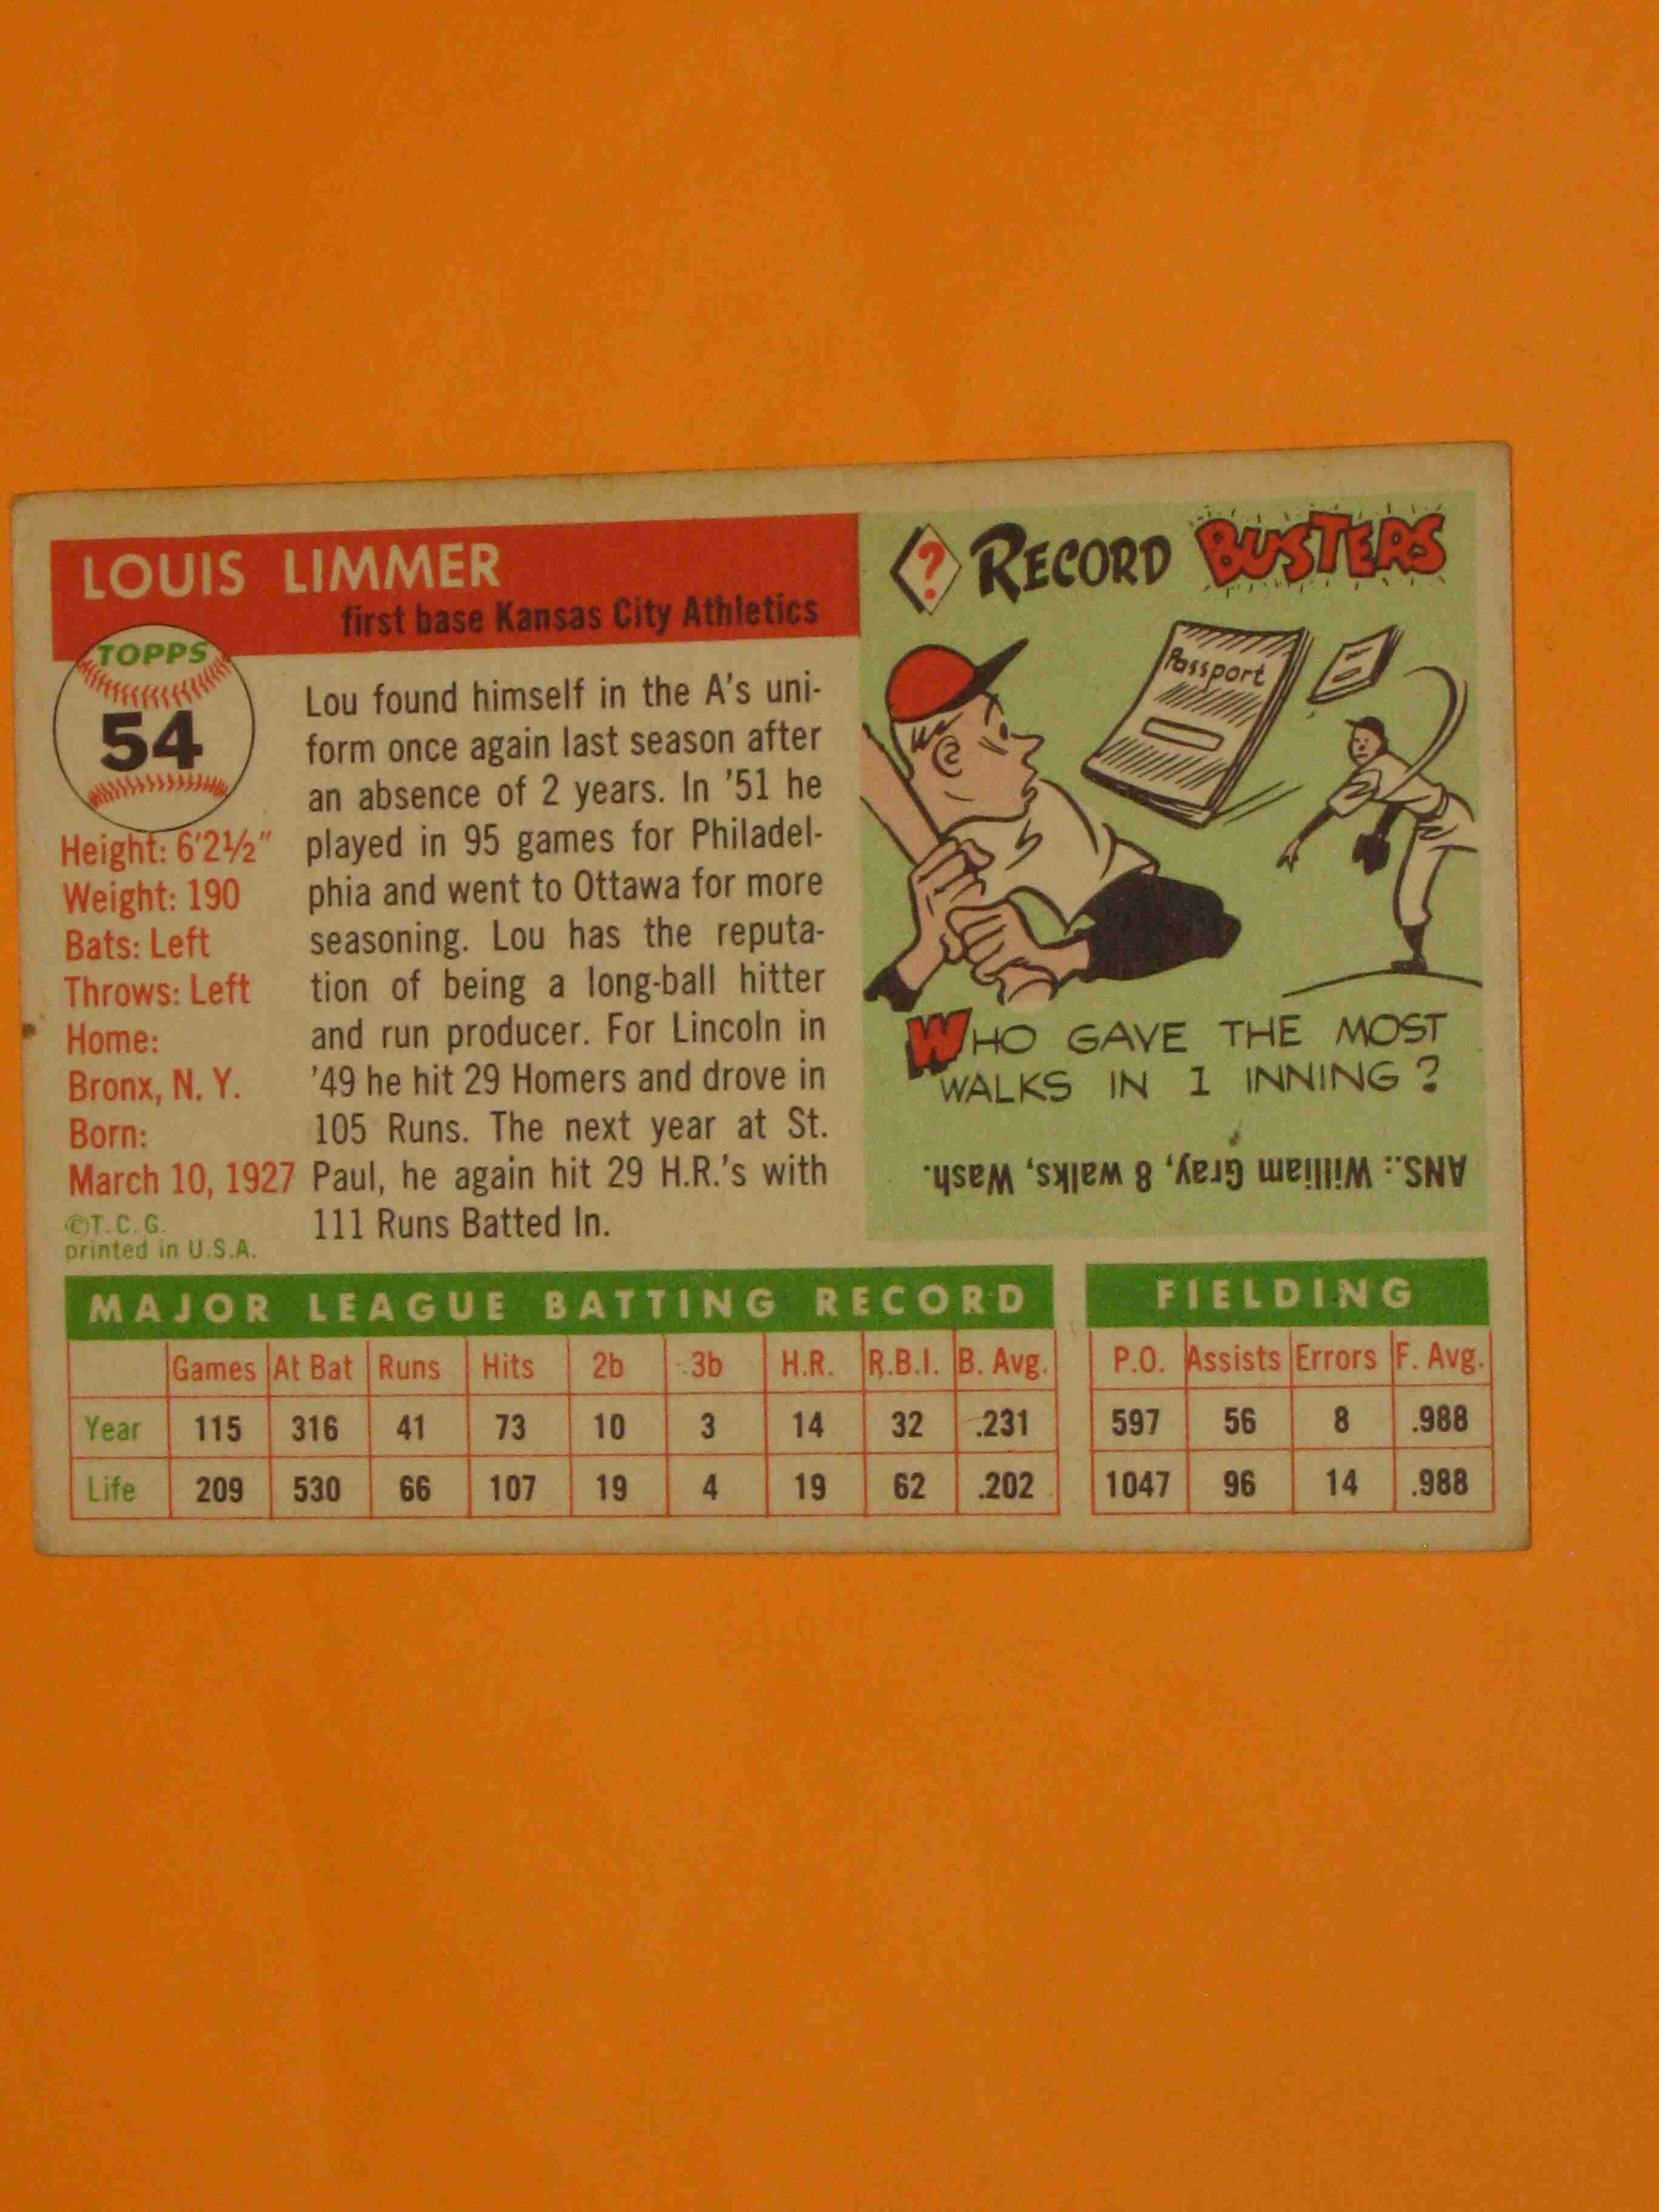 LOUIS LIMMER
first base Kansas City Athletics
TOPPS
54
Height: 6'2½"
Weight: 190
Bats: Left
Throws: Left
Home:
Bronx, N. Y.
Born:
March 10, 1927
©T. C. G.
printed in U.S.A.
Lou found himself in the A's uni-
form once again last season after
an absence of 2 years. In '51 he
played in 95 games for Philadel-
phia and went to Ottawa for more
seasoning. Lou has the reputa-
tion of being a long-ball hitter
and run producer. For Lincoln in
'49 he hit 29 Homers and drove in
105 Runs. The next year at St.
Paul, he again hit 29 H.R.'s with
111 Runs Batted In.
? RECORD BUSTERS
Passport
WHO GAVE THE MOST
WALKS IN 1 INNING?
ANS.: William Gray, 8 walks, Wash.
MAJOR LEAGUE BATTING RECORD
Games At Bat Runs Hits 2b 3b H.R. R.B.I. B. Avg.
Year 115 316 41 73 10 3 14 32 .231
Life 209 530 66 107 19 4 19 62 .202
FIELDING
P.O. Assists Errors F. Avg.
597 56 8 .988
1047 96 14 .988